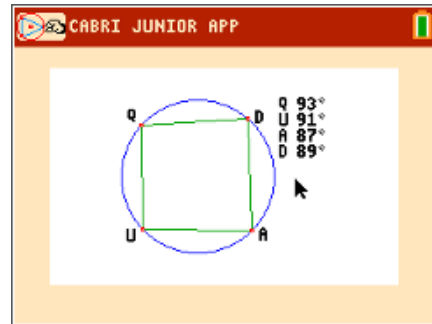 CABRI JUNIOR APP
Q 93°
U 91°
A 87°
D 89°
Q
D
U
A